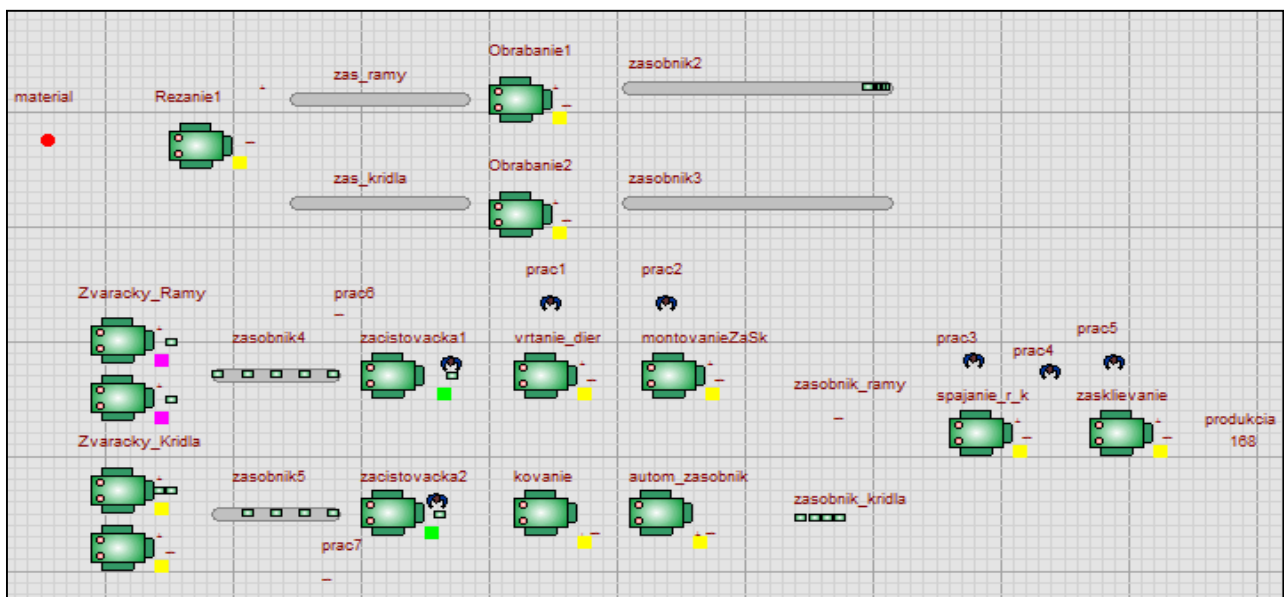 Obrabanie1
zasobnik2
zas_ramy
material
Rezanie1
Obrabanie2
zas_kridla
zasobnik3
prac1
prac2
Zvaracky_Ramy
prac6
zasobnik4
zacistovacka1
vrtanie_dier
montovanieZaSk
prac3
prac4
prac5
zasobnik_ramy
spajanie_r_k
zasklievanie
produkcia
168
Zvaracky_Kridla
zasobnik5
zacistovacka2
kovanie
autom_zasobnik
zasobnik_kridla
prac7